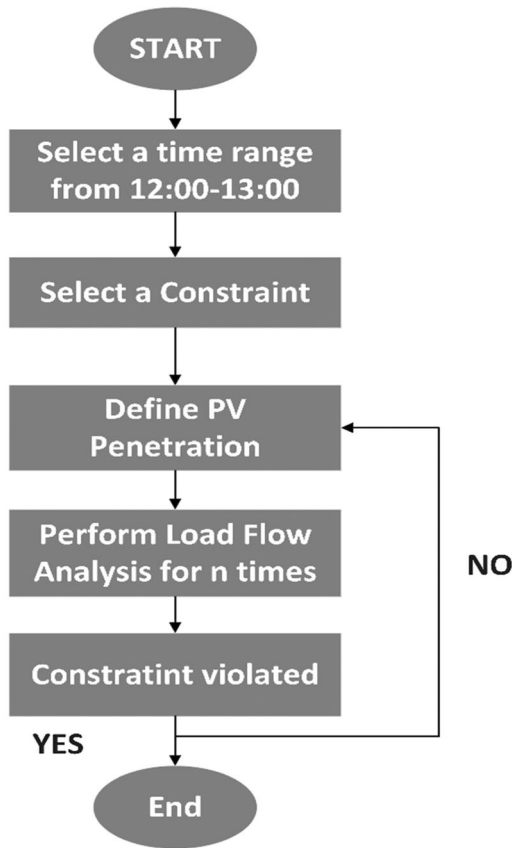 START
Select a time range
from 12:00-13:00
Select a Constraint
Define PV
Penetration
Perform Load Flow
Analysis for n times
NO
Constratint violated
YES
End